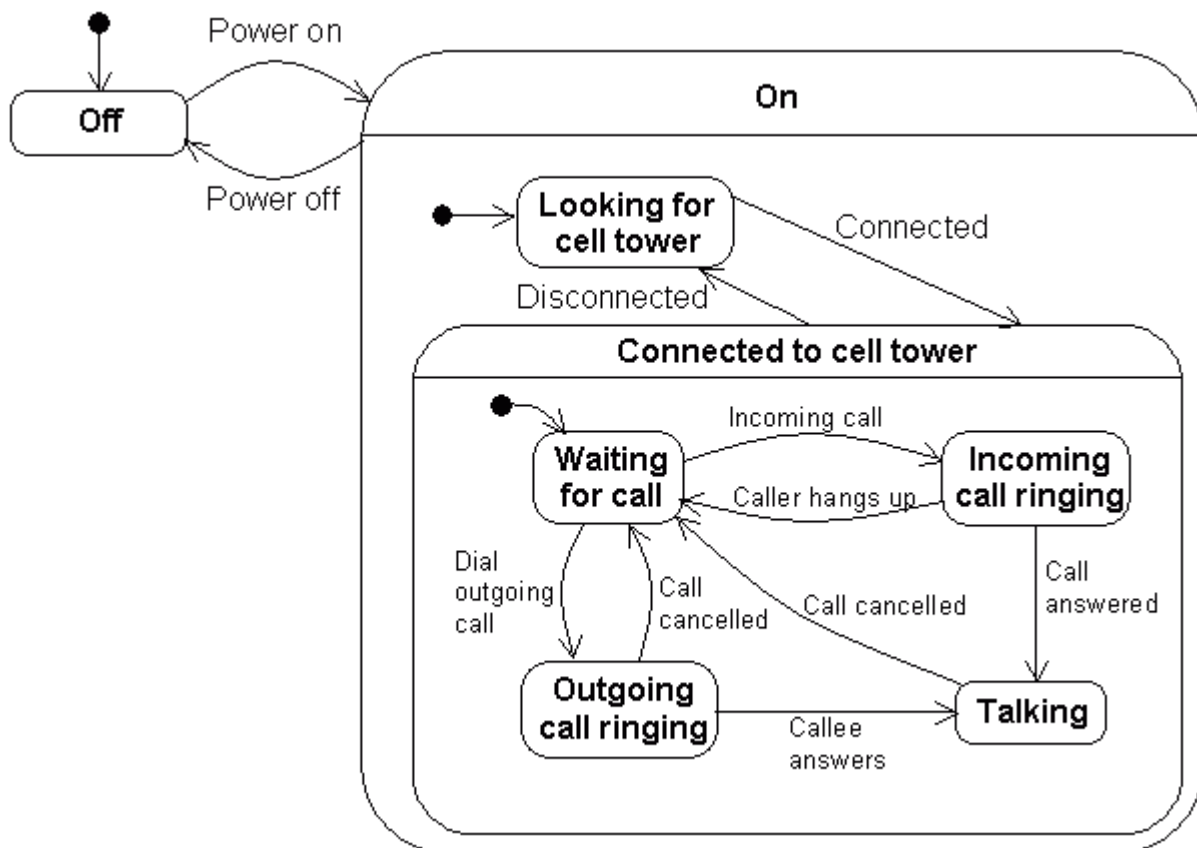 Power on
Off
On
Power off
Looking for
cell tower
Connected
Disconnected
Connected to cell tower
Incoming call
Waiting
for call
Incoming
call ringing
Caller hangs up
Dial
outgoing
call
Call
cancelled
Call cancelled
Call
answered
Outgoing
call ringing
Talking
Callee
answers